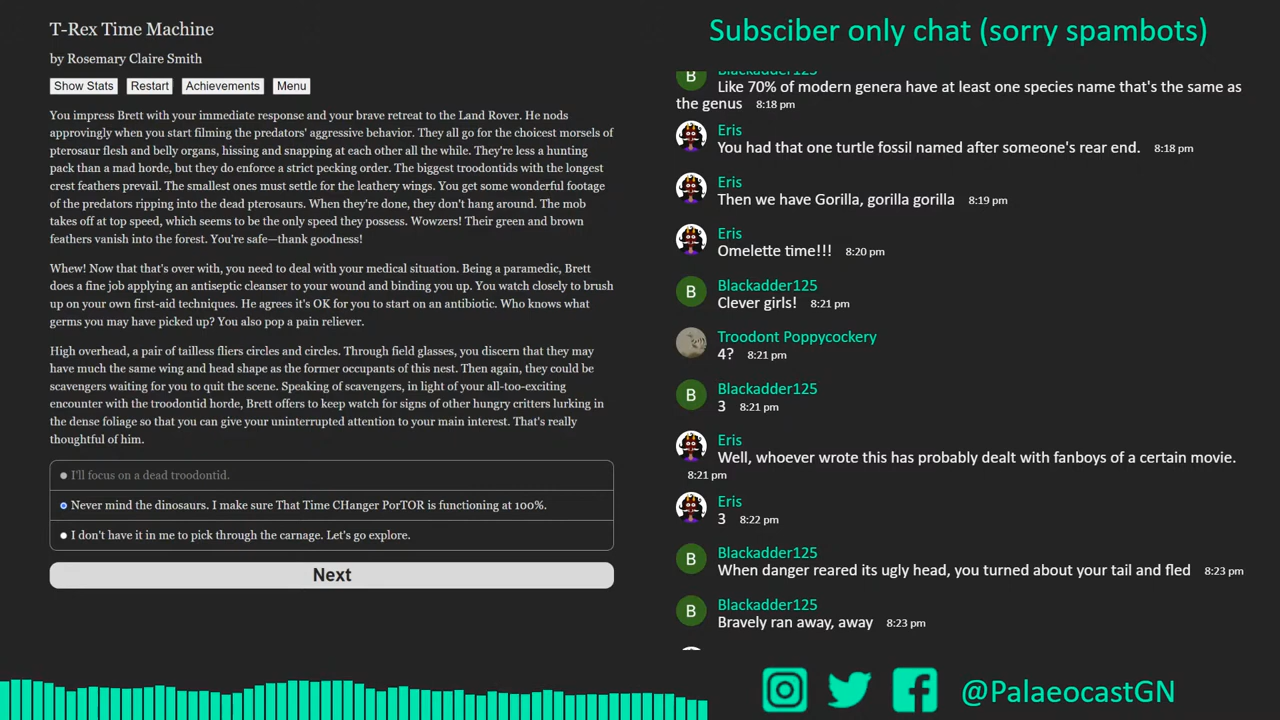 T-Rex Time Machine
by Rosemary Claire Smith
Show Stats
Restart
Achievements
Menu
You impress Brett with your immediate response and your brave retreat to the Land Rover. He nods
approvingly when you start filming the predators' aggressive behavior. They all go for the choicest morsels of
pterosaur flesh and belly organs, hissing and snapping at each other all the while. They're less a hunting
pack than a mad horde, but they do enforce a strict pecking order. The biggest troodontids with the longest
crest feathers prevail. The smallest ones must settle for the leathery wings. You get some wonderful footage
of the predators ripping into the dead pterosaurs. When they're done, they don't hang around. The mob
takes off at top speed, which seems to be the only speed they possess. Wowzers! Their green and brown
feathers vanish into the forest. You're safe—thank goodness!
Whew! Now that that's over with, you need to deal with your medical situation. Being a paramedic, Brett
does a fine job applying an antiseptic cleanser to your wound and binding you up. You watch closely to brush
up on your own first-aid techniques. He agrees it's OK for you to start on an antibiotic. Who knows what
germs you may have picked up? You also pop a pain reliever.
High overhead, a pair of tailless fliers circles and circles. Through field glasses, you discern that they may
have much the same wing and head shape as the former occupants of this nest. Then again, they could be
scavengers waiting for you to quit the scene. Speaking of scavengers, in light of your all-too-exciting
encounter with the troodontid horde, Brett offers to keep watch for signs of other hungry critters lurking in
the dense foliage so that you can give your uninterrupted attention to your main interest. That's really
thoughtful of him.
I'll focus on a dead troodontid.
Never mind the dinosaurs. I make sure That Time CHanger PorTOR is functioning at 100%.
I don't have it in me to pick through the carnage. Let's go explore.
Next
Subsciber only chat (sorry spambots)
B Blackadder125
Like 70% of modern genera have at least one species name that's the same as
the genus 8:18 pm
Eris
You had that one turtle fossil named after someone's rear end. 8:18 pm
Eris
Then we have Gorilla, gorilla gorilla 8:19 pm
Eris
Omelette time!!! 8:20 pm
B Blackadder125
Clever girls! 8:21 pm
Troodont Poppycockery
4? 8:21 pm
B Blackadder125
3 8:21 pm
Eris
Well, whoever wrote this has probably dealt with fanboys of a certain movie.
8:21 pm
Eris
3 8:22 pm
B Blackadder125
When danger reared its ugly head, you turned about your tail and fled 8:23 pm
B Blackadder125
Bravely ran away, away 8:23 pm
@PalaeocastGN